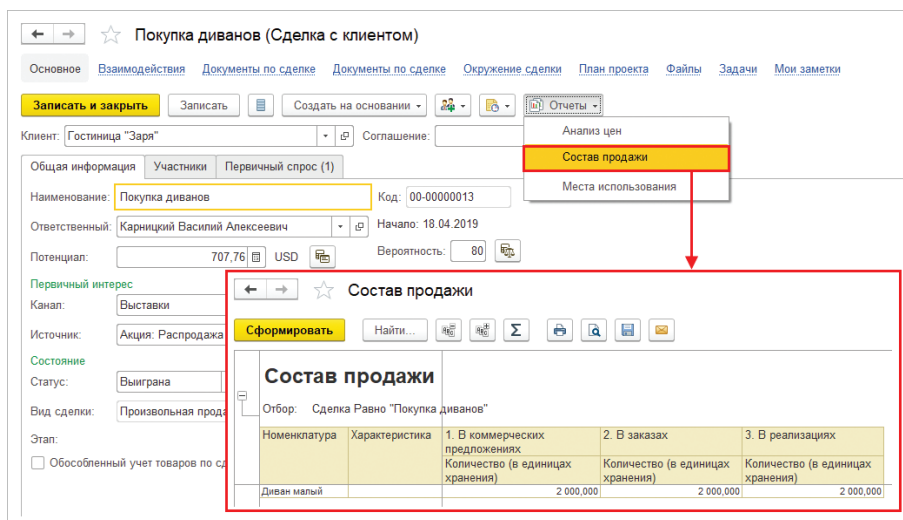 Покупка диванов (Сделка с клиентом)
Основное Взаимодействия Документы по сделке Документы по сделке Окружение сделки План проекта Файлы Задачи Мои заметки
Записать и закрыть Записать Создать на основании Отчеты
Анализ цен
Состав продажи
Места использования
Клиент: Гостиница "Заря" Соглашение:
Общая информация Участники Первичный спрос (1)
Наименование: Покупка диванов Код: 00-00000013
Ответственный: Карницкий Василий Алексеевич Начало: 18.04.2019
Потенциал: 707,76 USD Вероятность: 80
Первичный интерес
Канал: Выставки
Источник: Акция: Распродажа
Состояние
Статус: Выиграна
Вид сделки: Произвольная прода
Этап:
Обособленный учет товаров по сд
Состав продажи
Сформировать Найти...
Состав продажи
Отбор: Сделка Равно "Покупка диванов"
Номенклатура Характеристика 1. В коммерческих предложениях 2. В заказах 3. В реализациях
Количество (в единицах хранения) Количество (в единицах хранения) Количество (в единицах хранения)
Диван малый 2 000,000 2 000,000 2 000,000